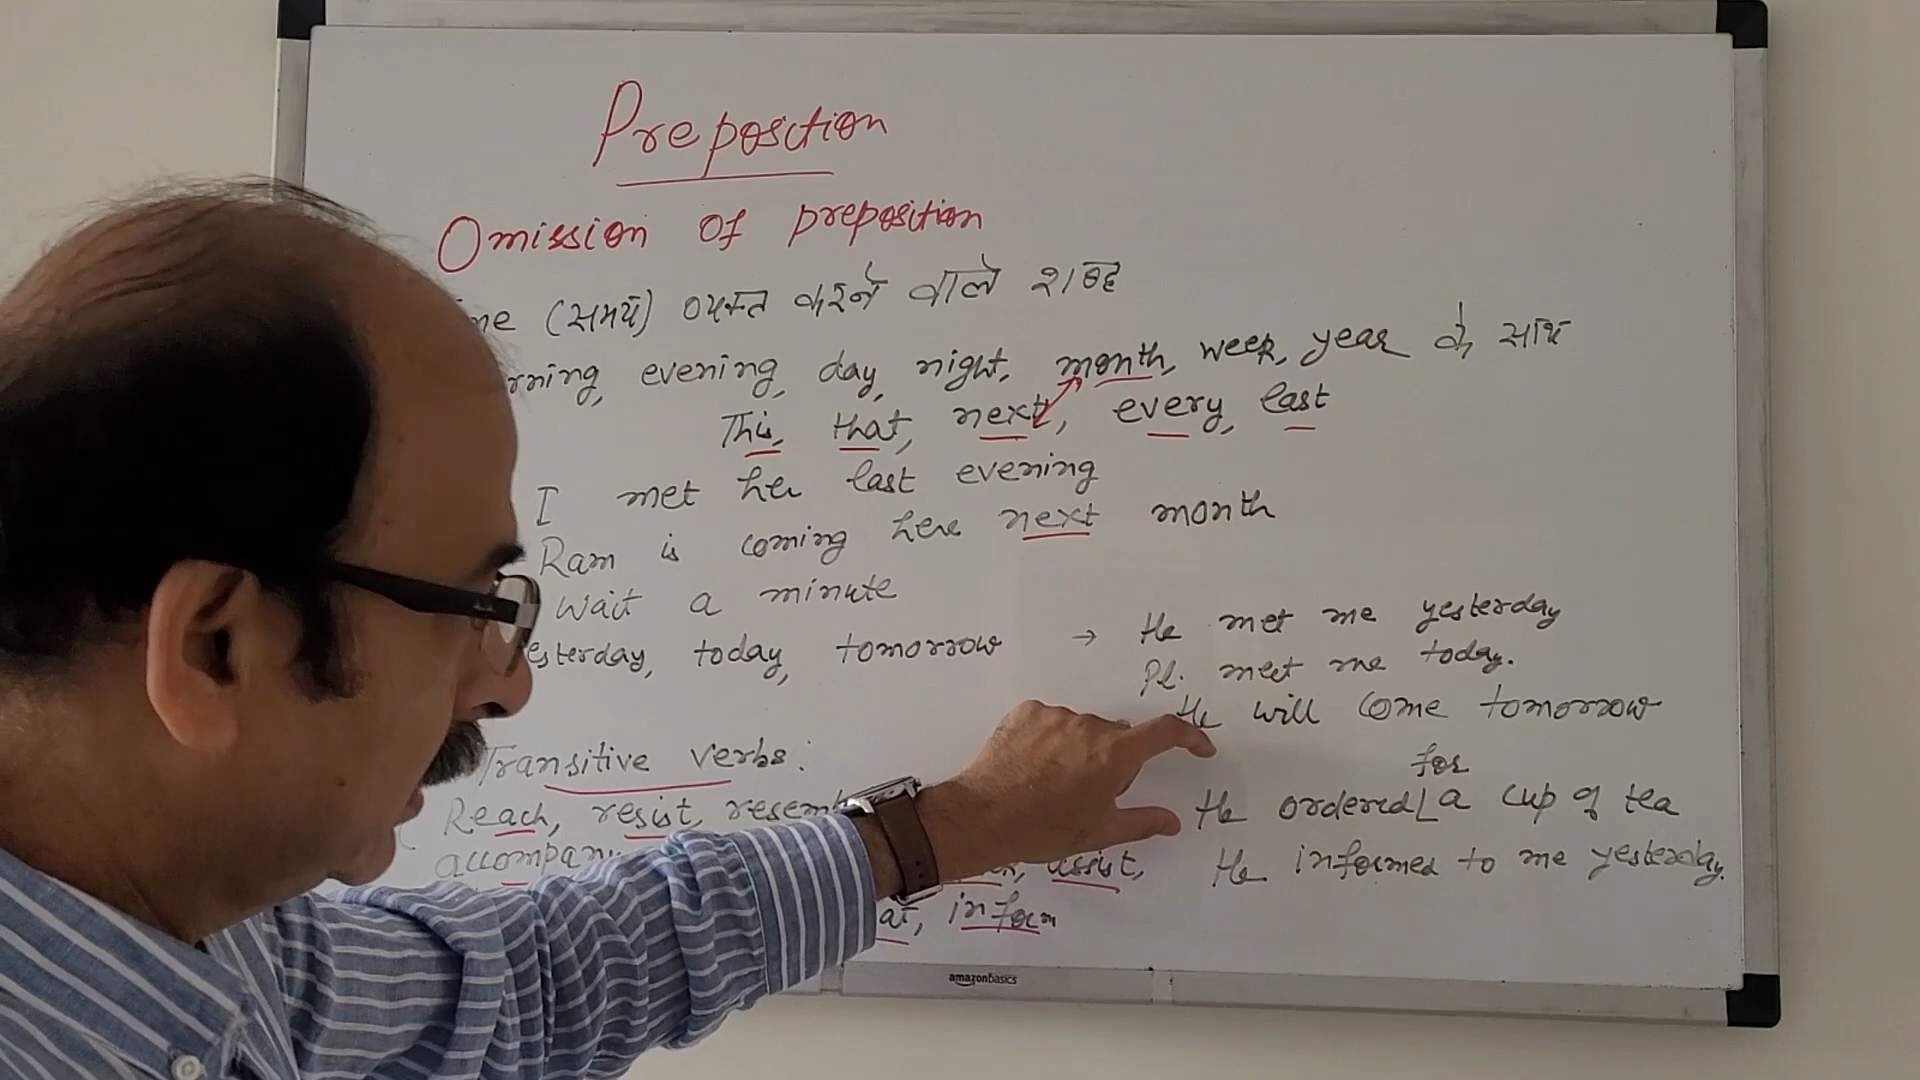 Preposition
Omission of preposition
(समय) व्यक्त करने वाले शब्द
evening, day, night, month, week, year के साथ
This, that, next, every, last
I met her last evening
Ram is coming here next month
Wait a minute
esterday, today, tomorrow → He met me yesterday
Pl. meet me today.
He will come tomorrow
Transitive verbs:
for
Reach, resist, resemb
He ordered a cup of tea
accompany assist,
He informed to me yesterday.
at, inform
amazonbasics